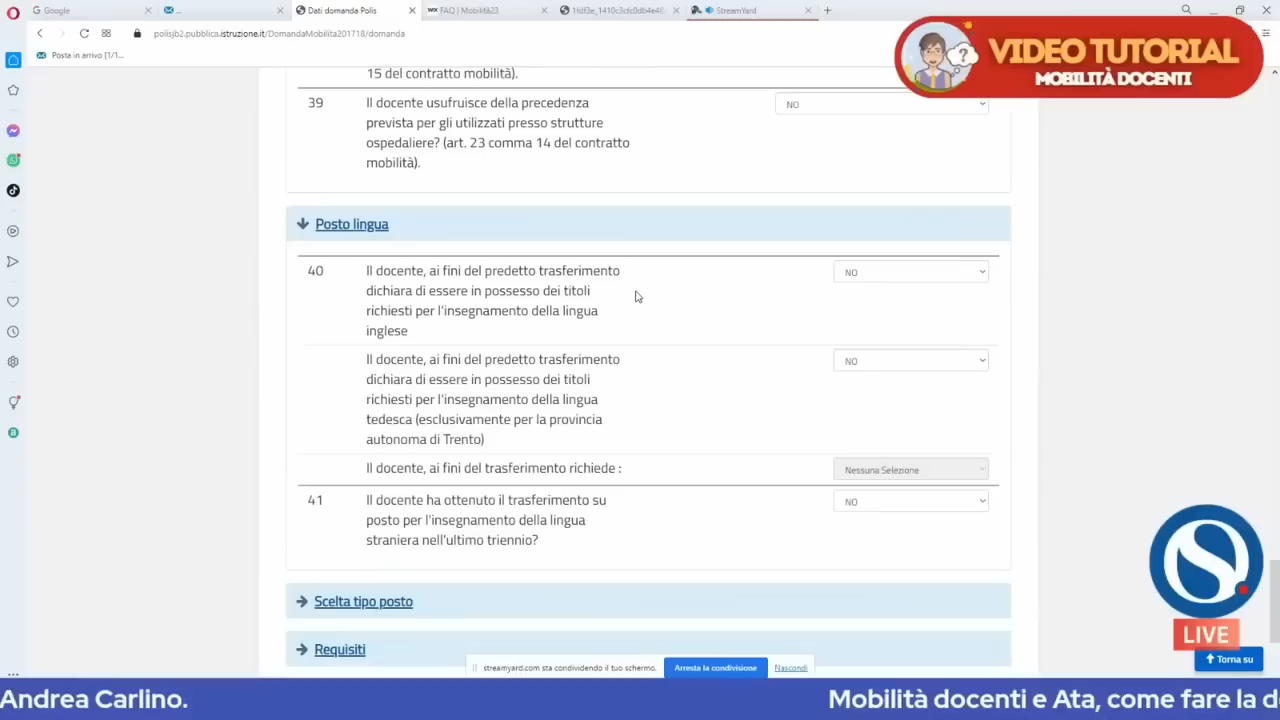 Google
Dati domanda Polis
FAQ | Mobilità23
StreamYard
polisjb2.pubblica.istruzione.it/DomandaMobilita201718/domanda
Posta in arrivo [1/1...
VIDEO TUTORIAL
MOBILITÀ DOCENTI
15 del contratto mobilità).
39
Il docente usufruisce della precedenza
prevista per gli utilizzati presso strutture
ospedaliere? (art. 23 comma 14 del contratto
mobilità).
NO
Posto lingua
40
Il docente, ai fini del predetto trasferimento
dichiara di essere in possesso dei titoli
richiesti per l'insegnamento della lingua
inglese
NO
Il docente, ai fini del predetto trasferimento
dichiara di essere in possesso dei titoli
richiesti per l'insegnamento della lingua
tedesca (esclusivamente per la provincia
autonoma di Trento)
NO
Il docente, ai fini del trasferimento richiede :
Nessuna Selezione
41
Il docente ha ottenuto il trasferimento su
posto per l'insegnamento della lingua
straniera nell'ultimo triennio?
NO
Scelta tipo posto
Requisiti
streamyard.com sta condividendo il tuo schermo.
Arresta la condivisione
Nascondi
LIVE
Torna su
Andrea Carlino.
Mobilità docenti e Ata, come fare la d